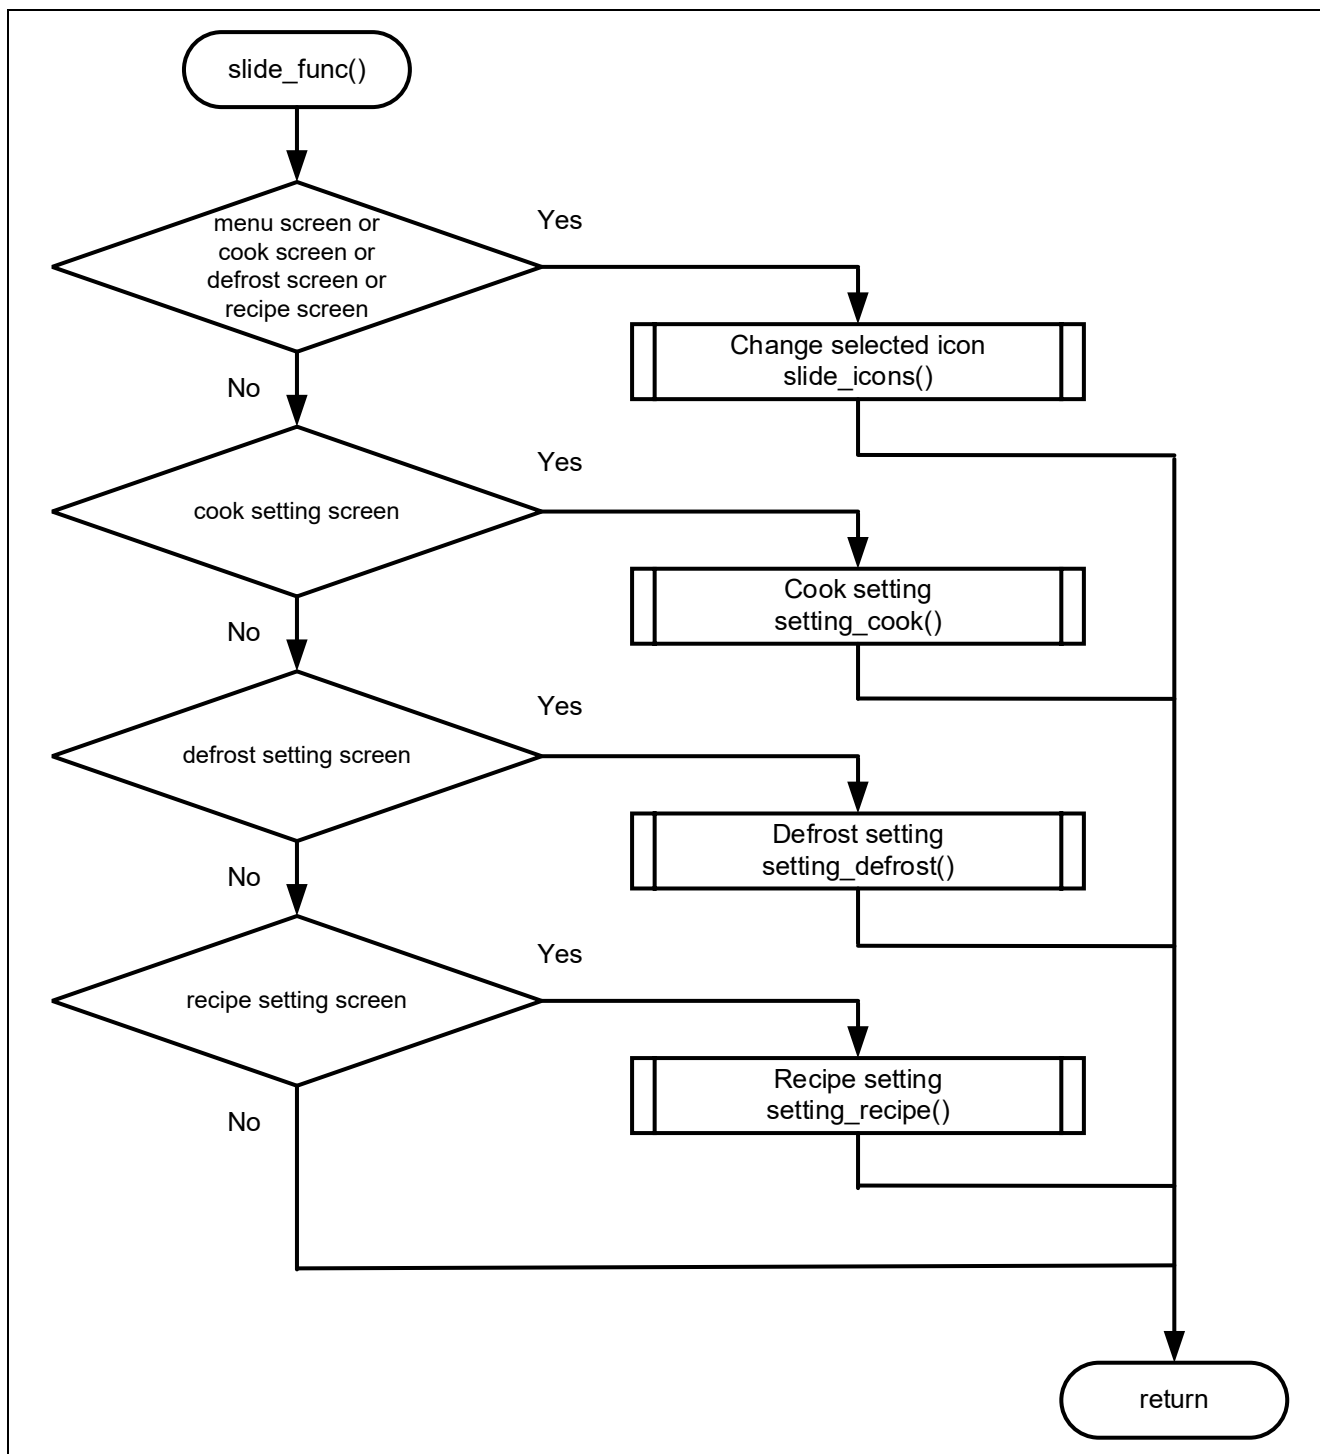 slide_func()
menu screen or
cook screen or
defrost screen or
recipe screen
Yes
Change selected icon
slide_icons()
No
cook setting screen
Yes
Cook setting
setting_cook()
No
defrost setting screen
Yes
Defrost setting
setting_defrost()
No
recipe setting screen
Yes
Recipe setting
setting_recipe()
No
return